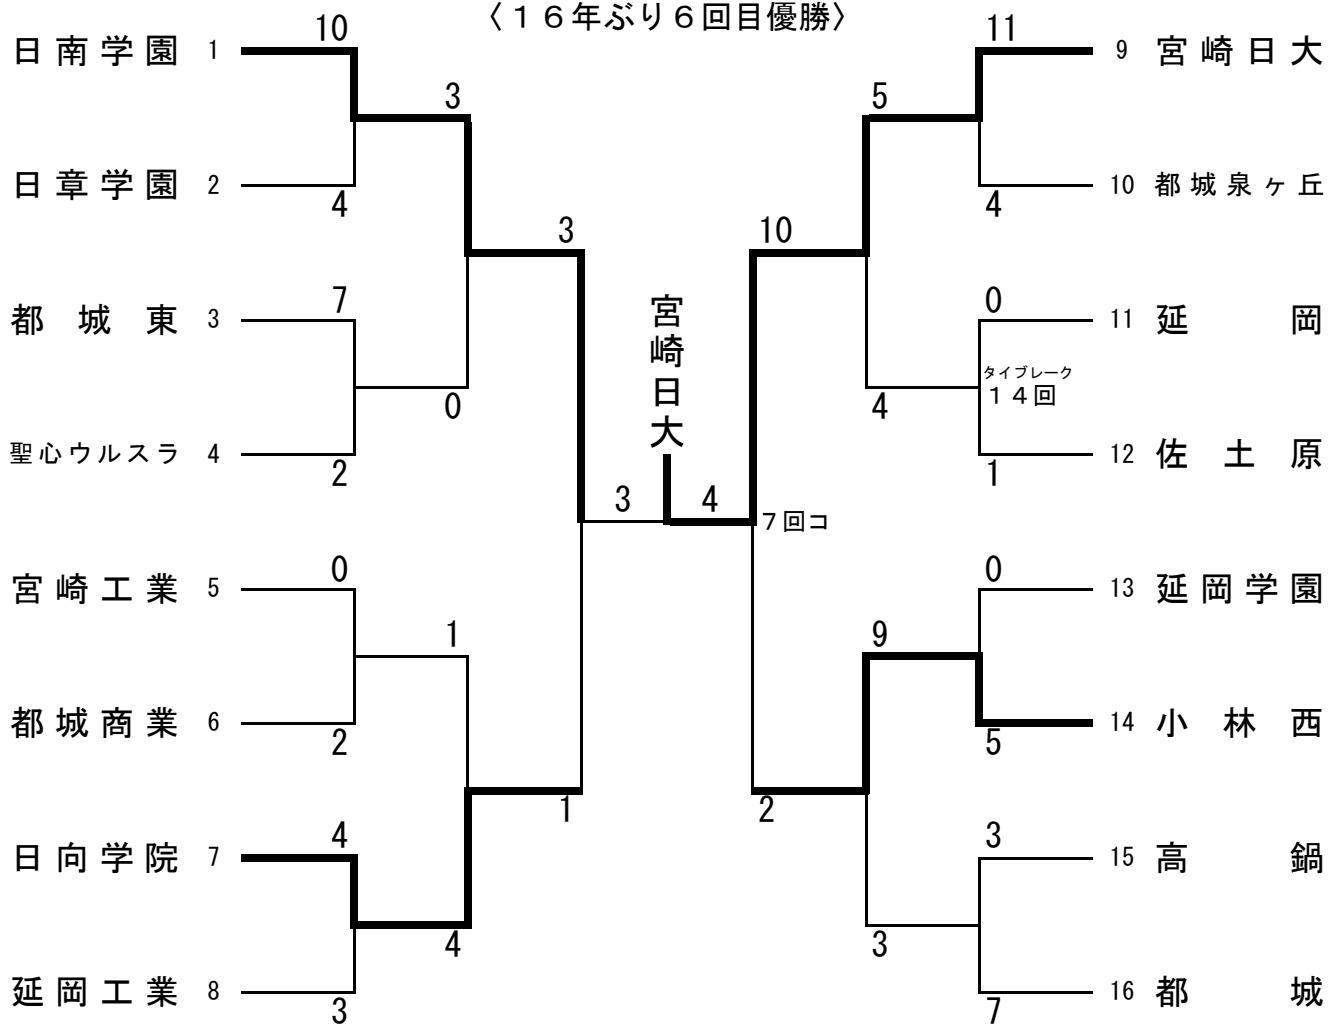 〈１６年ぶり６回目優勝〉
日南学園 1
10
日章学園 2
4
3
都城東 3
7
聖心ウルスラ 4
2
0
3
宮崎工業 5
0
都城商業 6
2
1
日向学院 7
4
延岡工業 8
3
4
1
3
宮崎日大
4
７回コ
11
9 宮崎日大
4
10 都城泉ヶ丘
5
0
11 延岡
タイブレーク
１４回
1
12 佐土原
4
10
0
13 延岡学園
5
14 小林西
9
3
15 高鍋
7
16 都城
3
2